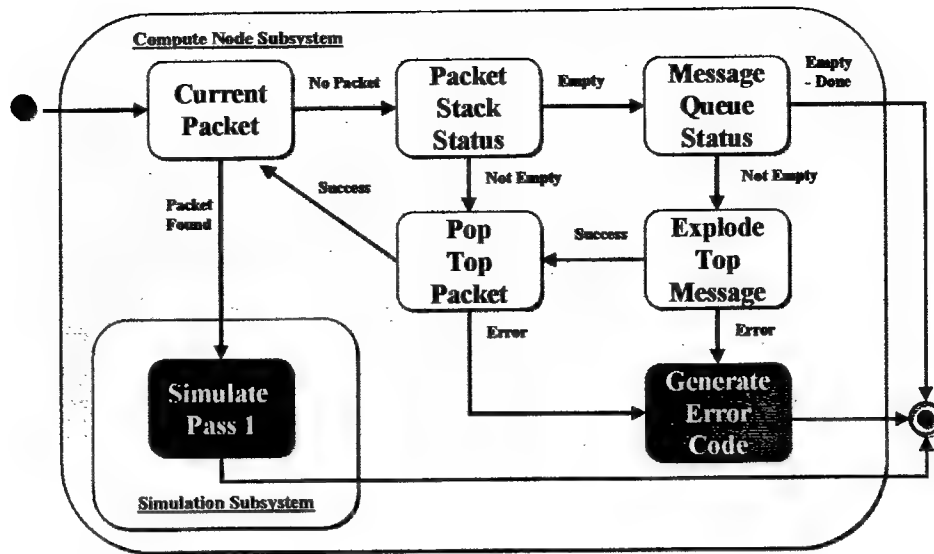 Compute Node Subsystem
Current
Packet
No Packet
Packet
Stack
Status
Empty
Message
Queue
Status
Empty
- Done
Packet
Found
Success
Not Empty
Not Empty
Pop
Top
Packet
Success
Explode
Top
Message
Error
Error
Simulate
Pass 1
Generate
Error
Code
Simulation Subsystem